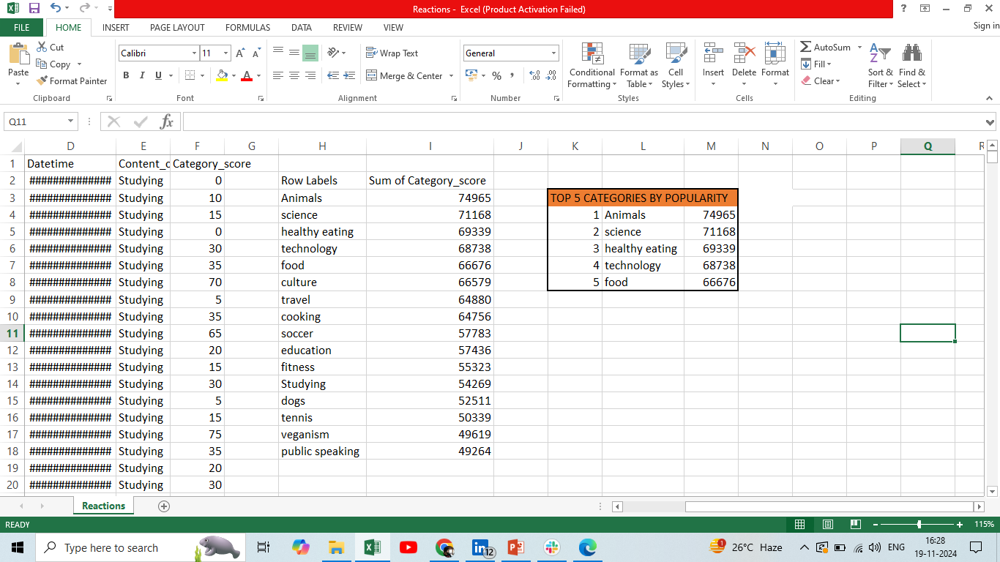 Reactions - Excel (Product Activation Failed)
FILE HOME INSERT PAGE LAYOUT FORMULAS DATA REVIEW VIEW Sign in
Paste Cut Copy Format Painter Clipboard
Calibri 11 B I U Font
Wrap Text Merge & Center Alignment
General % Number
Conditional Formatting Format as Table Cell Styles Styles
Insert Delete Format Cells
AutoSum Fill Clear Sort & Filter Find & Select Editing
Q11 fx
D E F G H I J K L M N O P Q R
1 Datetime Content_c Category_score
2 ############## Studying 0 Row Labels Sum of Category_score
3 ############## Studying 10 Animals 74965 TOP 5 CATEGORIES BY POPULARITY
4 ############## Studying 15 science 71168 1 Animals 74965
5 ############## Studying 0 healthy eating 69339 2 science 71168
6 ############## Studying 30 technology 68738 3 healthy eating 69339
7 ############## Studying 35 food 66676 4 technology 68738
8 ############## Studying 70 culture 66579 5 food 66676
9 ############## Studying 5 travel 64880
10 ############## Studying 35 cooking 64756
11 ############## Studying 65 soccer 57783
12 ############## Studying 20 education 57436
13 ############## Studying 15 fitness 55323
14 ############## Studying 30 Studying 54269
15 ############## Studying 5 dogs 52511
16 ############## Studying 15 tennis 50339
17 ############## Studying 75 veganism 49619
18 ############## Studying 35 public speaking 49264
19 ############## Studying 20
20 ############## Studying 30
Reactions
READY 115%
Type here to search 12 1 26°C Haze ENG 16:28
19-11-2024